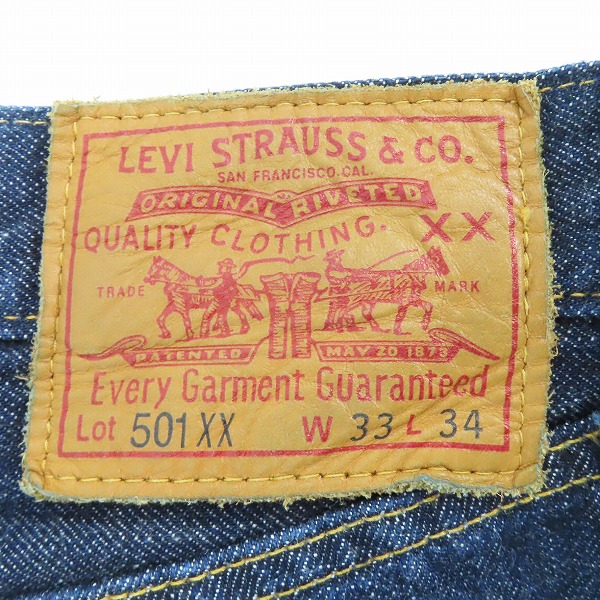 LEVI STRAUSS & CO.
SAN FRANCISCO, CAL.
ORIGINAL RIVETED
QUALITY CLOTHING. XX
TRADE MARK
PATENTED MAY 20 1873
Every Garment Guaranteed
Lot 501XX W 33 L 34